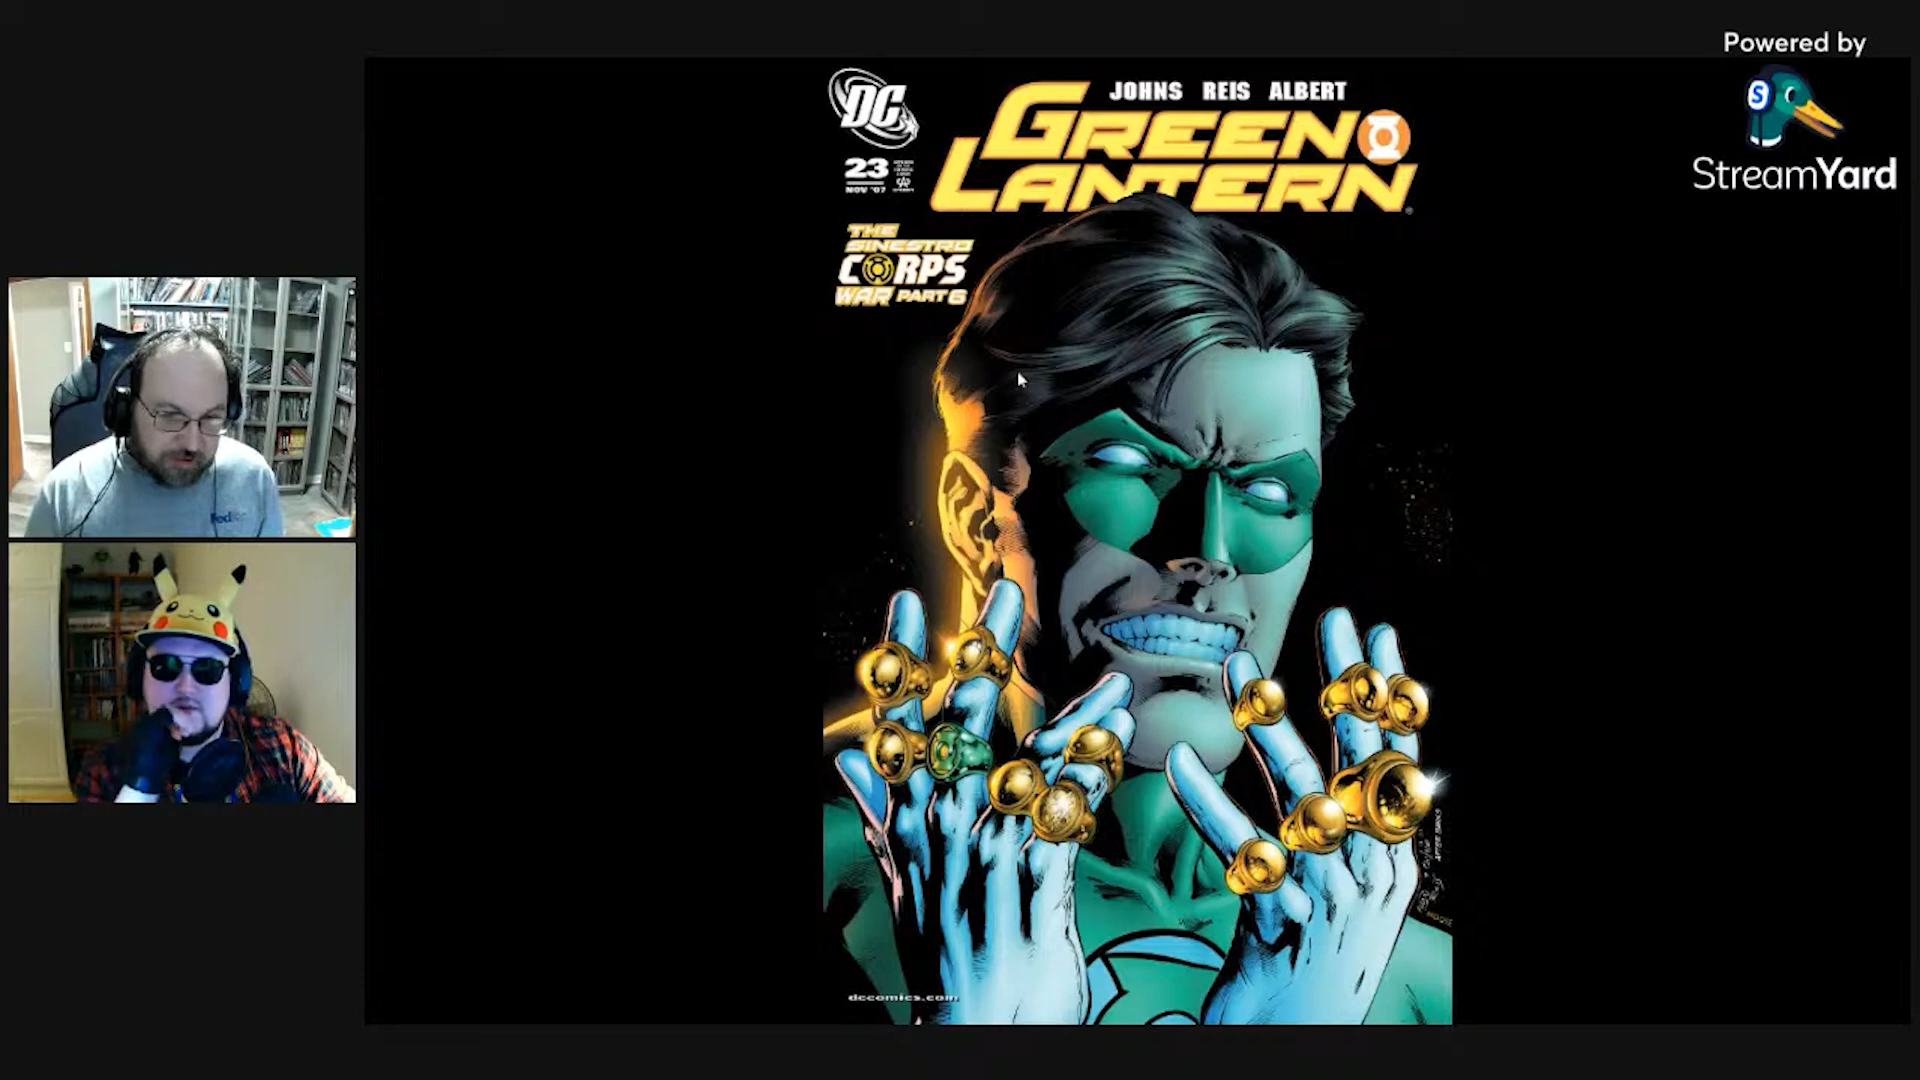 Powered by
S
StreamYard
DC
JOHNS REIS ALBERT
GREEN
LANTERN
23
NOV '07
THE
SINESTRO
CORPS
WAR PART 6
FedEx
dccomics.com